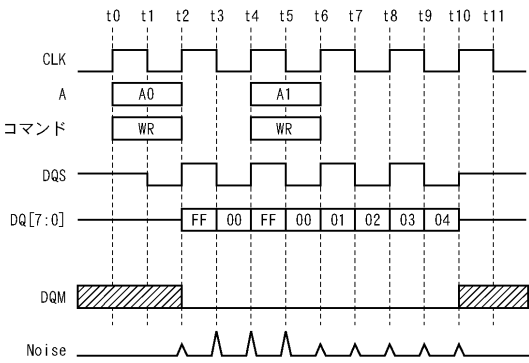 t0 t1 t2 t3 t4 t5 t6 t7 t8 t9 t10 t11
CLK
A A0 A1
コマンド WR WR
DQS
DQ[7:0] FF 00 FF 00 01 02 03 04
DQM
Noise